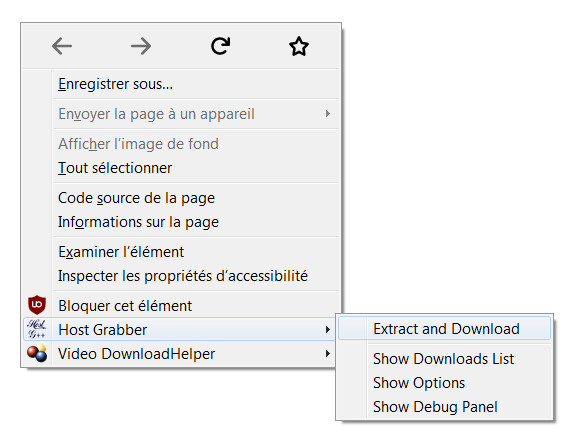 Enregistrer sous...
Envoyer la page à un appareil
Afficher l'image de fond
Tout sélectionner
Code source de la page
Informations sur la page
Examiner l'élément
Inspecter les propriétés d'accessibilité
Bloquer cet élément
Host G++
Host Grabber
Video DownloadHelper
Extract and Download
Show Downloads List
Show Options
Show Debug Panel